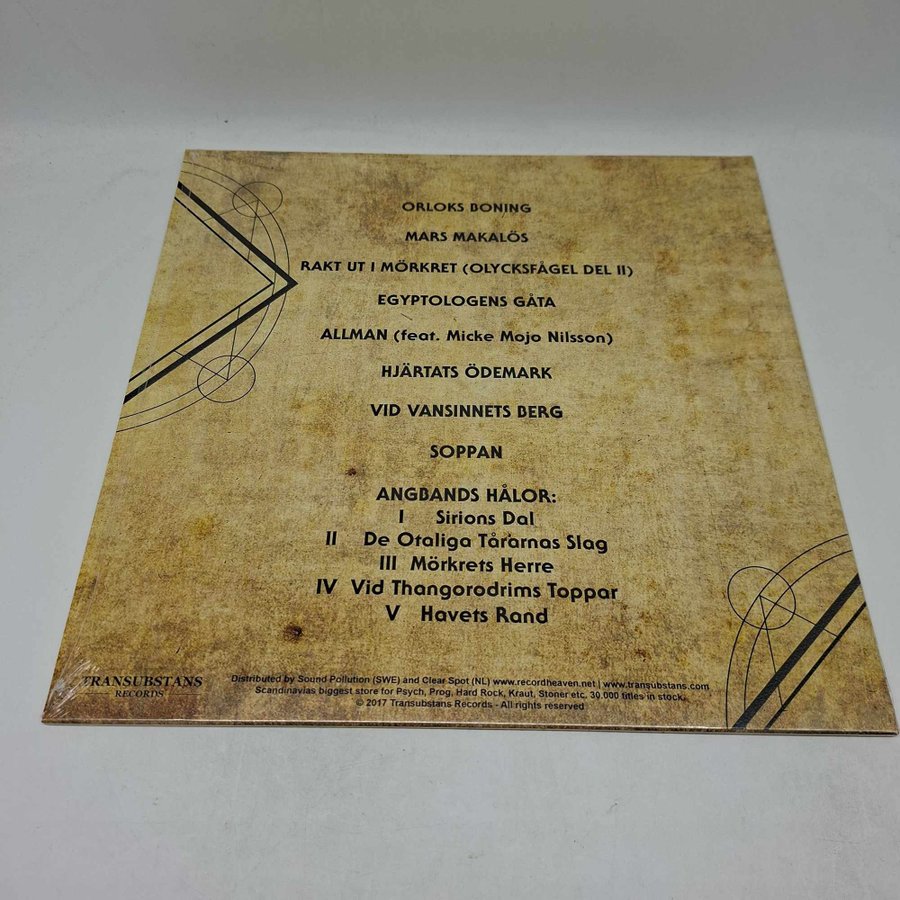 ORLOKS BONING
MARS MAKALÖS
RAKT UT I MÖRKRET (OLYCKSFÅGEL DEL II)
EGYPTOLOGENS GÅTA
ALLMAN (feat. Micke Mojo Nilsson)
HJÄRTATS ÖDEMARK
VID VANSINNETS BERG
SOPPAN
ANGBANDS HÅLOR:
I Sirions Dal
II De Otaliga Tårarnas Slag
III Mörkrets Herre
IV Vid Thangorodrims Toppar
V Havets Rand
TRANSUBSTANS
RECORDS
Distributed by Sound Pollution (SWE) and Clear Spot (NL) www.recordheaven.net | www.transubstans.com
Scandinavias biggest store for Psych, Prog, Hard Rock, Kraut, Stoner etc. 30 000 titles in stock.
© 2017 Transubstans Records - All rights reserved